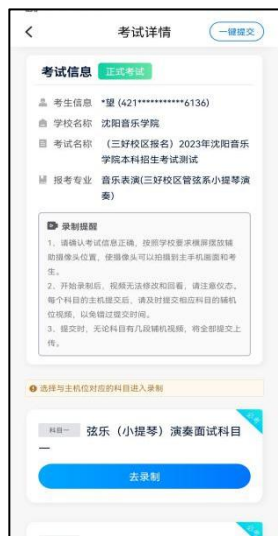 考试详情
一键提交
考试信息 正式考试
考生信息 *望 (421***********6136)
学校名称 沈阳音乐学院
考试名称 （三好校区报名）2023年沈阳音乐
学院本科招生考试测试
报考专业 音乐表演(三好校区管弦系小提琴演
奏)
录制提醒
1、请确认考试信息正确，按照学校要求横屏摆放辅
助摄像头位置，使摄像头可以拍摄到主手机画面和考
生。
2、开始录制后，视频无法修改和回看，请注意仪态。
每个科目的主机提交后，请及时提交相应科目的辅机
位视频，以免错过提交时间。
3、提交时，无论科目有几段辅机视频，将全部提交上
传。
选择与主机位对应的科目进入录制
必考
科目一 弦乐（小提琴）演奏面试科目
一
去录制
必考